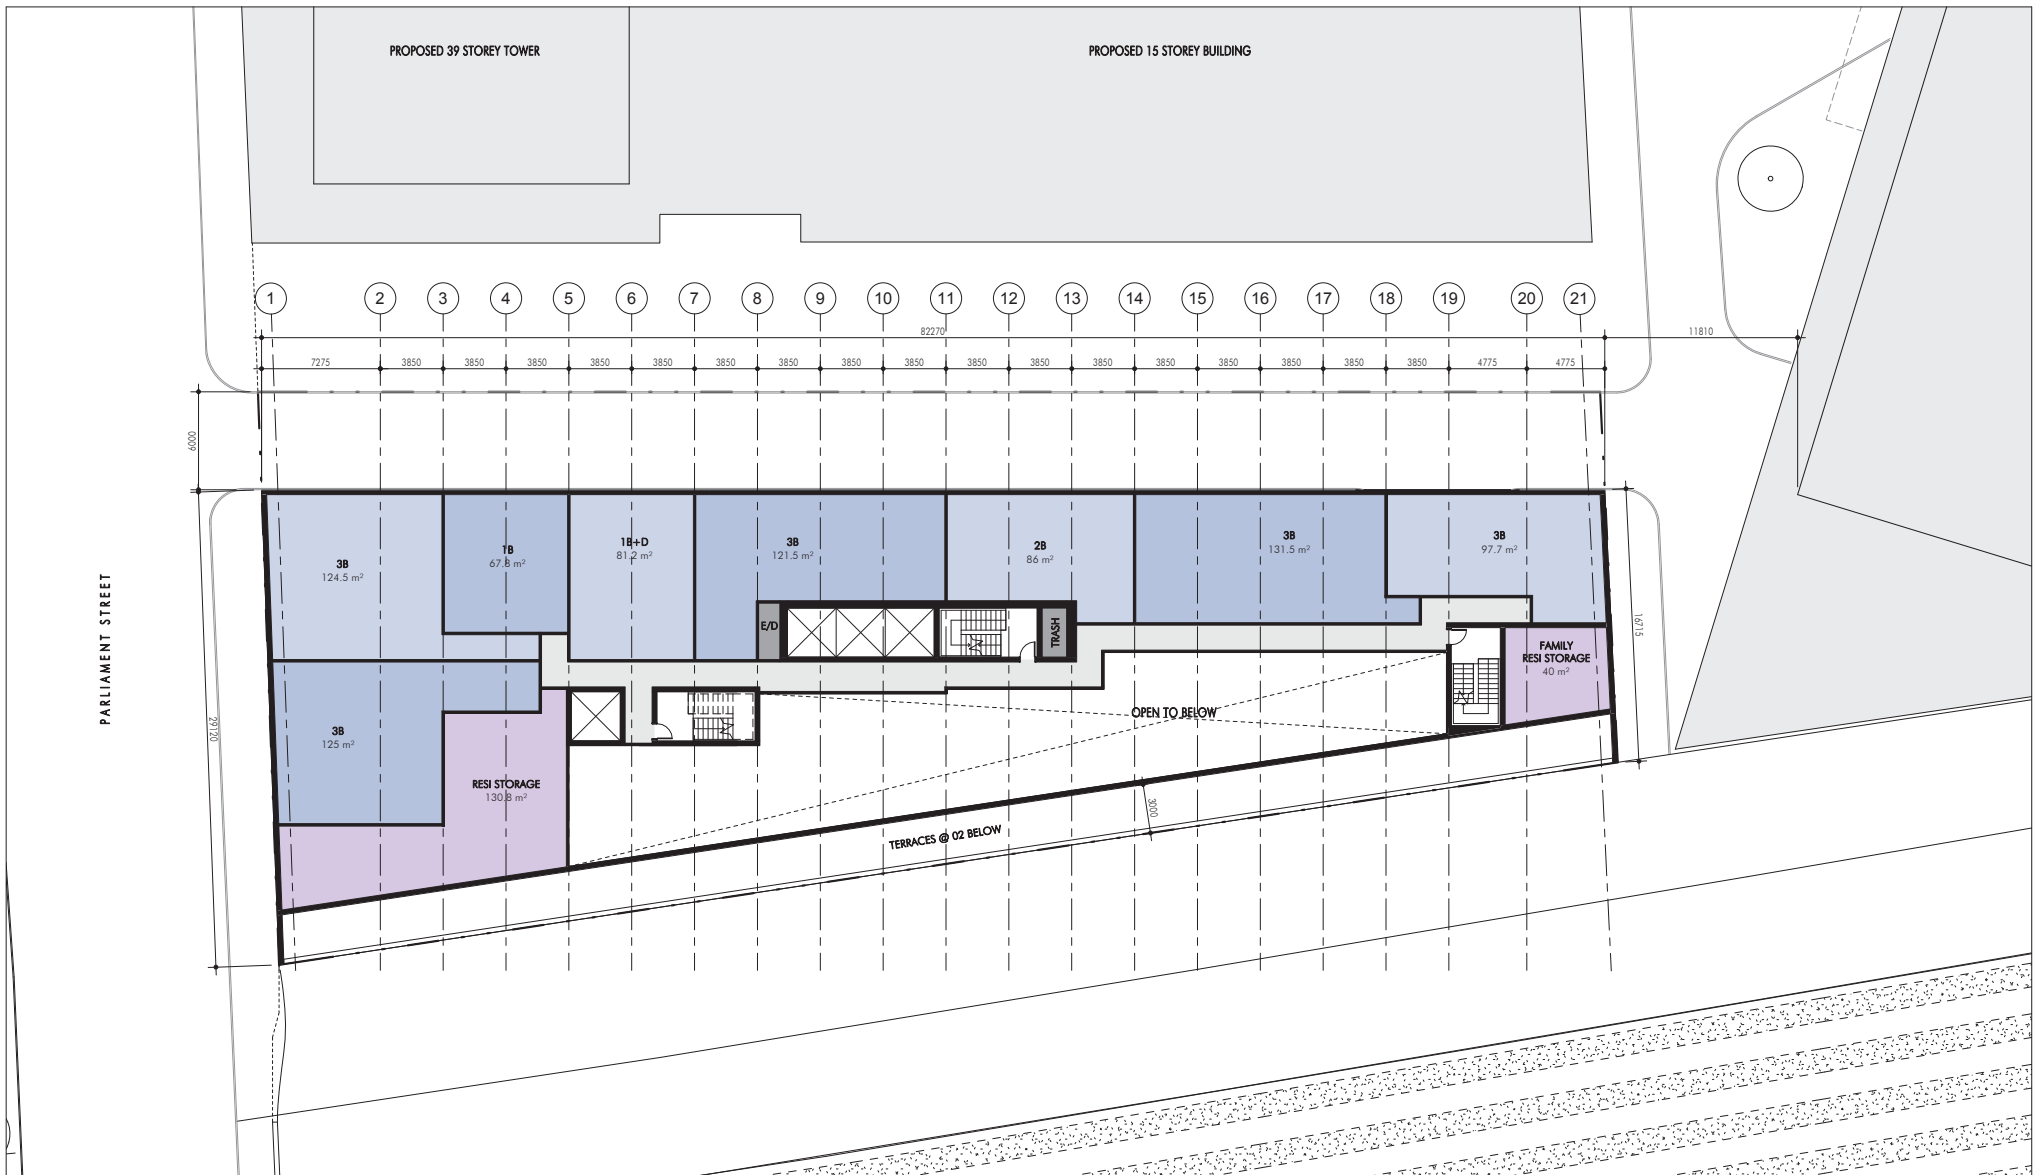 PROPOSED 39 STOREY TOWER
PROPOSED 15 STOREY BUILDING
1 2 3 4 5 6 7 8 9 10 11 12 13 14 15 16 17 18 19 20 21
82270 11810
7275 3850 3850 3850 3850 3850 3850 3850 3850 3850 3850 3850 3850 3850 3850 3850 3850 4775 4775
6000
PARLIAMENT STREET
29120
16715
3B
124.5 m²
1B
67.8 m²
1B+D
81.2 m²
3B
121.5 m²
2B
86 m²
3B
131.5 m²
3B
97.7 m²
E/D
TRASH
FAMILY
RESI STORAGE
40 m²
3B
125 m²
RESI STORAGE
130.8 m²
OPEN TO BELOW
TERRACES @ 02 BELOW
3000